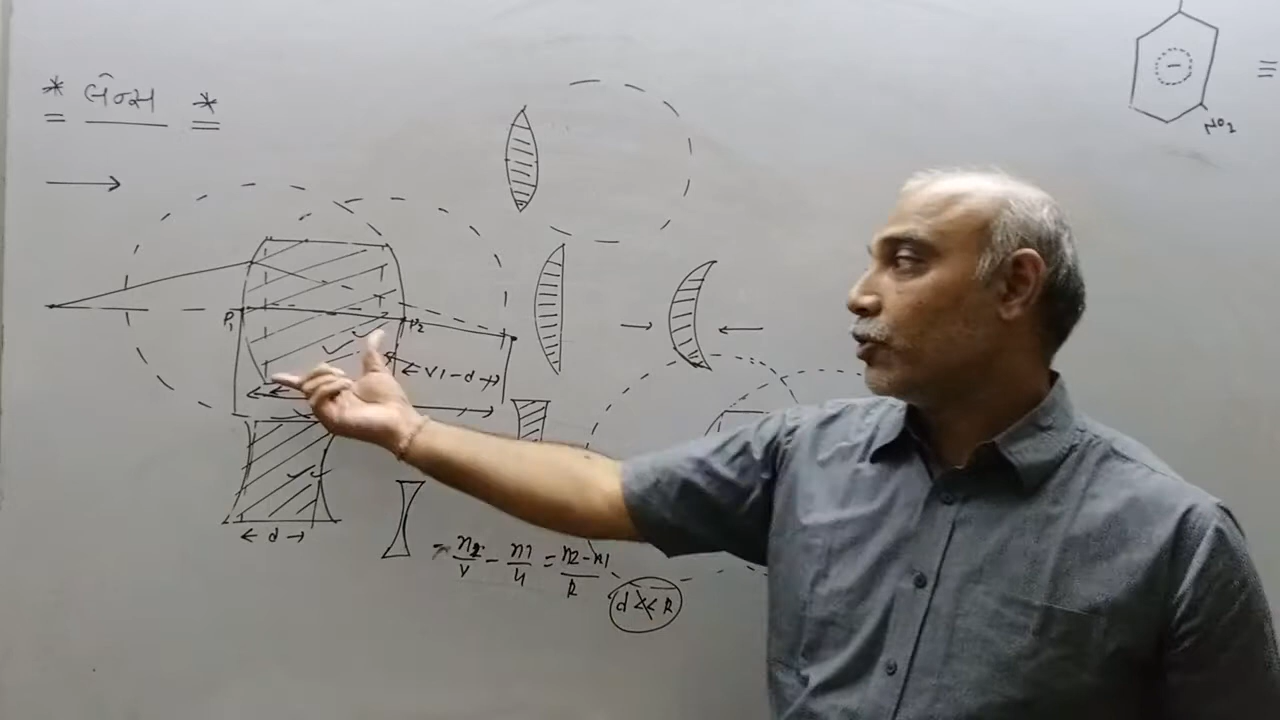 * લેન્સ *
NO₂
P₁
P₂
v1-d
d
n2/v - n1/u = n2-n1/R
d << R